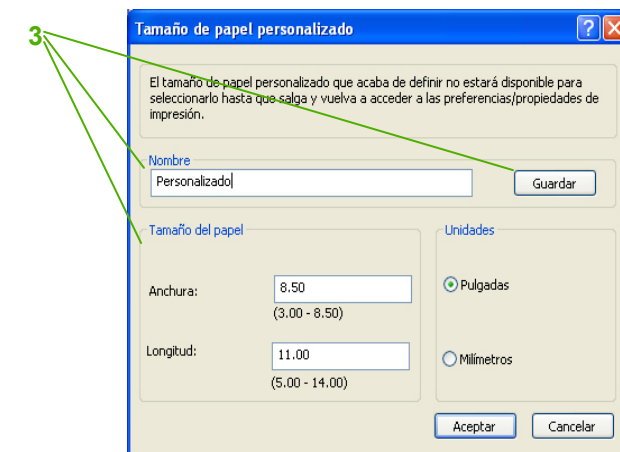 3
Tamaño de papel personalizado
El tamaño de papel personalizado que acaba de definir no estará disponible para
seleccionarlo hasta que salga y vuelva a acceder a las preferencias/propiedades de
impresión.
Nombre
Personalizado
Guardar
Tamaño del papel
Unidades
Anchura:
8.50
(3.00 - 8.50)
Pulgadas
Longitud:
11.00
(5.00 - 14.00)
Milímetros
Aceptar
Cancelar